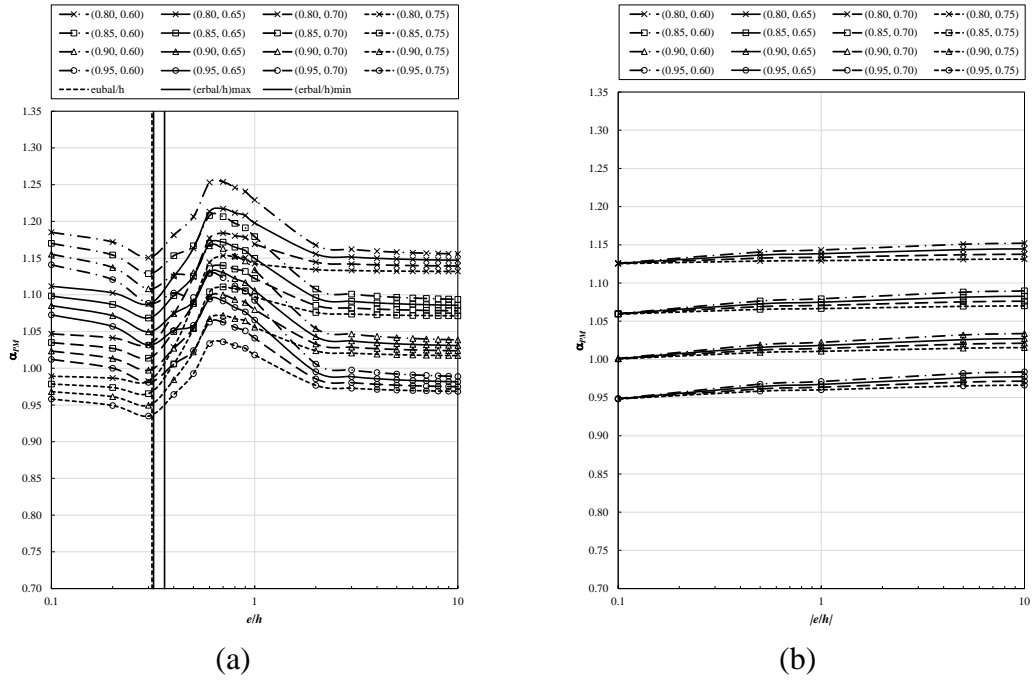 (0.80, 0.60) (0.80, 0.65) (0.80, 0.70) (0.80, 0.75)
(0.85, 0.60) (0.85, 0.65) (0.85, 0.70) (0.85, 0.75)
(0.90, 0.60) (0.90, 0.65) (0.90, 0.70) (0.90, 0.75)
(0.95, 0.60) (0.95, 0.65) (0.95, 0.70) (0.95, 0.75)
eubal/h (erbal/h)max (erbal/h)min
1.35
1.30
1.25
1.20
1.15
1.10
1.05
1.00
0.95
0.90
0.85
0.80
0.75
0.70
αPM
0.1 1 10
e/h
(a)
(0.80, 0.60) (0.80, 0.65) (0.80, 0.70) (0.80, 0.75)
(0.85, 0.60) (0.85, 0.65) (0.85, 0.70) (0.85, 0.75)
(0.90, 0.60) (0.90, 0.65) (0.90, 0.70) (0.90, 0.75)
(0.95, 0.60) (0.95, 0.65) (0.95, 0.70) (0.95, 0.75)
1.35
1.30
1.25
1.20
1.15
1.10
1.05
1.00
0.95
0.90
0.85
0.80
0.75
0.70
αPM
0.1 1 10
|e/h|
(b)